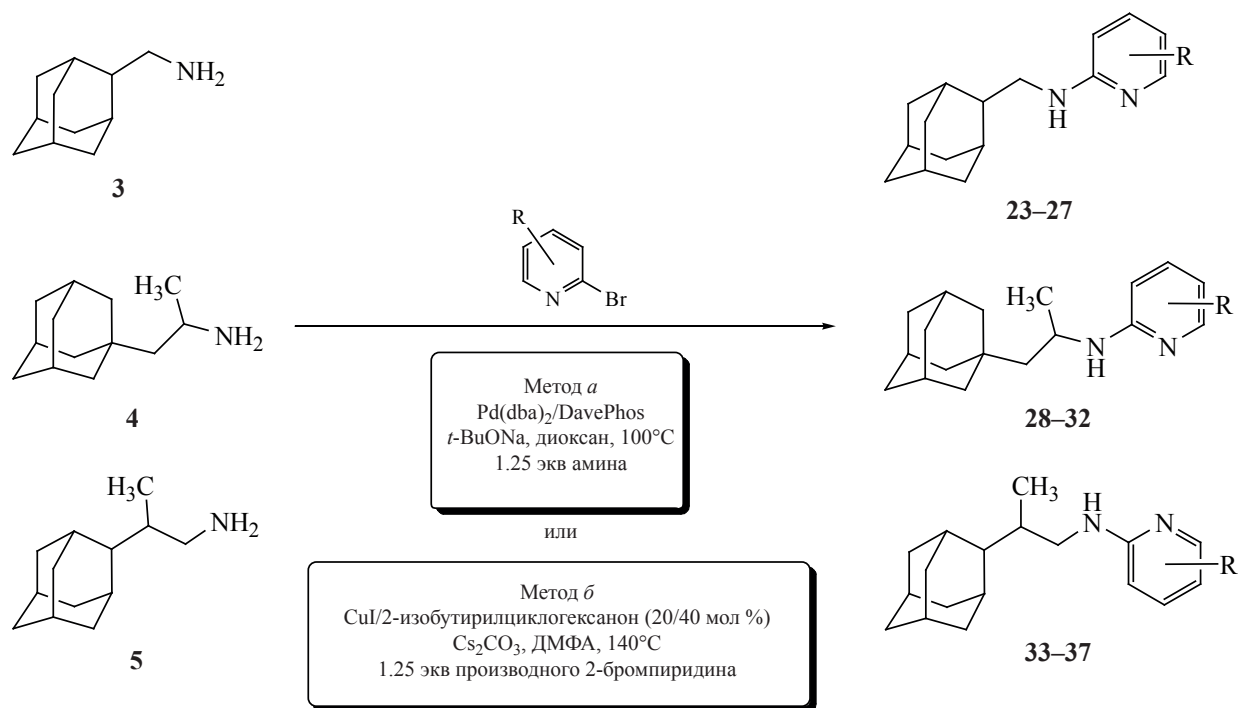 NH2
3
H3C
NH2
4
H3C
NH2
5
R
N
Br
Метод а
Pd(dba)2/DavePhos
t-BuONa, диоксан, 100°C
1.25 экв амина
или
Метод б
CuI/2-изобутирилциклогексанон (20/40 мол %)
Cs2CO3, ДМФА, 140°C
1.25 экв производного 2-бромпиридина
R
N
H
N
23–27
H3C
R
N
H
N
28–32
CH3
H
N
N
R
33–37